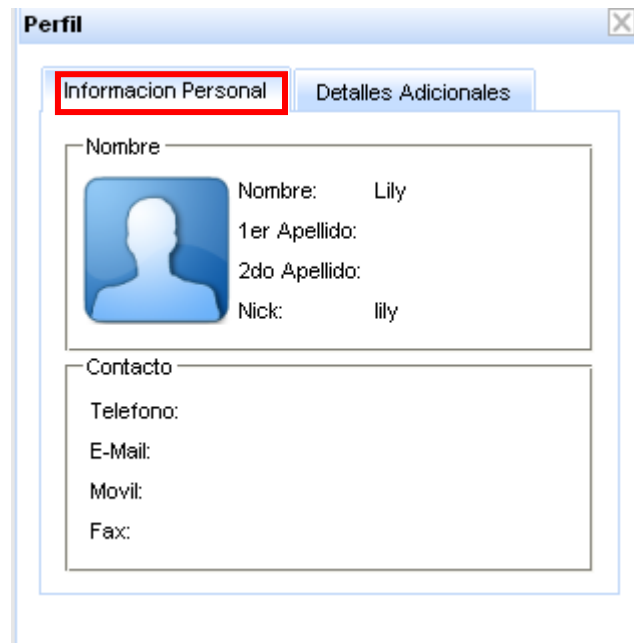 Perfil
Informacion Personal Detalles Adicionales
Nombre
Nombre: Lily
1er Apellido:
2do Apellido:
Nick: lily
Contacto
Telefono:
E-Mail:
Movil:
Fax: